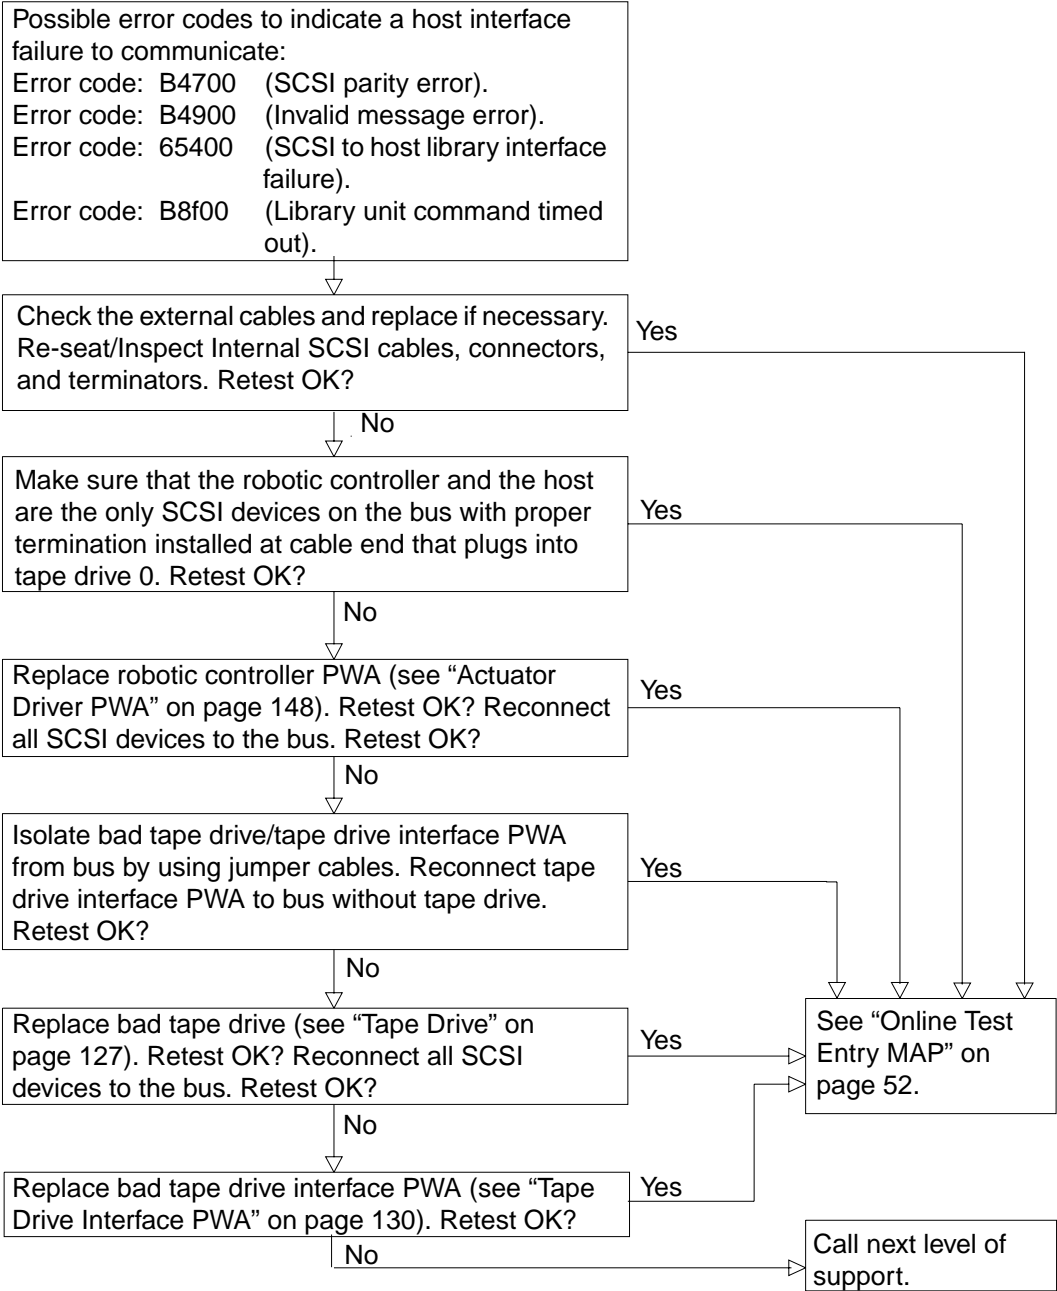 Possible error codes to indicate a host interface
failure to communicate:
Error code: B4700 (SCSI parity error).
Error code: B4900 (Invalid message error).
Error code: 65400 (SCSI to host library interface
failure).
Error code: B8f00 (Library unit command timed
out).
Check the external cables and replace if necessary.
Re-seat/Inspect Internal SCSI cables, connectors,
and terminators. Retest OK?
Yes
No
Make sure that the robotic controller and the host
are the only SCSI devices on the bus with proper
termination installed at cable end that plugs into
tape drive 0. Retest OK?
Yes
No
Replace robotic controller PWA (see “Actuator
Driver PWA” on page 148). Retest OK? Reconnect
all SCSI devices to the bus. Retest OK?
Yes
No
Isolate bad tape drive/tape drive interface PWA
from bus by using jumper cables. Reconnect tape
drive interface PWA to bus without tape drive.
Retest OK?
Yes
No
Replace bad tape drive (see “Tape Drive” on
page 127). Retest OK? Reconnect all SCSI
devices to the bus. Retest OK?
Yes
See “Online Test
Entry MAP” on
page 52.
No
Replace bad tape drive interface PWA (see “Tape
Drive Interface PWA” on page 130). Retest OK?
Yes
No
Call next level of
support.